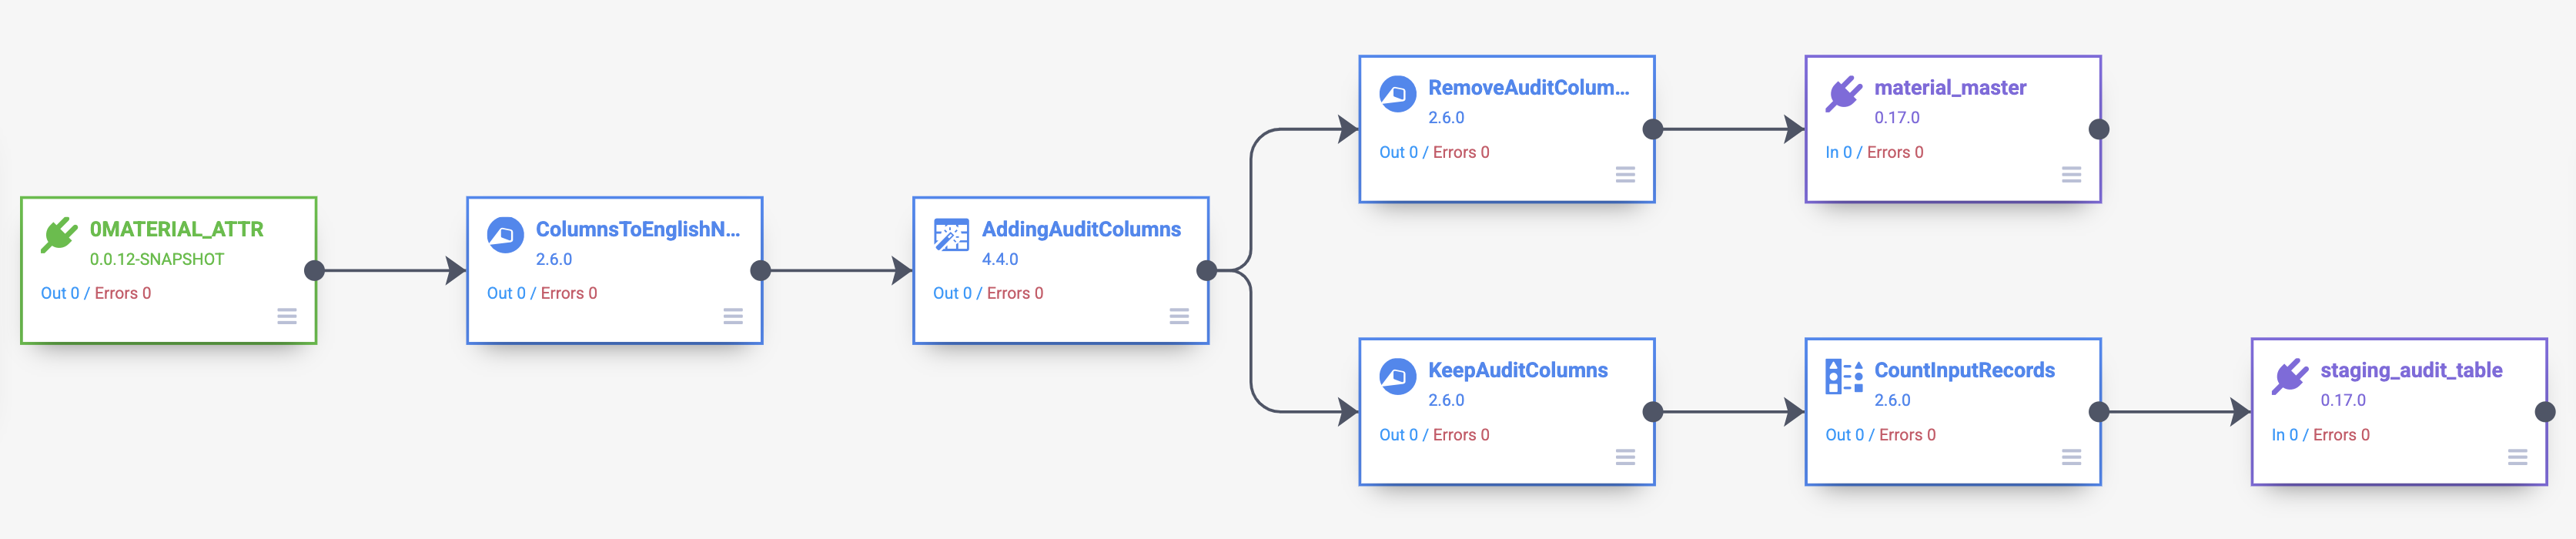 0MATERIAL_ATTR
0.0.12-SNAPSHOT
Out 0 / Errors 0
ColumnsToEnglishN...
2.6.0
Out 0 / Errors 0
AddingAuditColumns
4.4.0
Out 0 / Errors 0
RemoveAuditColum...
2.6.0
Out 0 / Errors 0
material_master
0.17.0
In 0 / Errors 0
KeepAuditColumns
2.6.0
Out 0 / Errors 0
CountInputRecords
2.6.0
Out 0 / Errors 0
staging_audit_table
0.17.0
In 0 / Errors 0